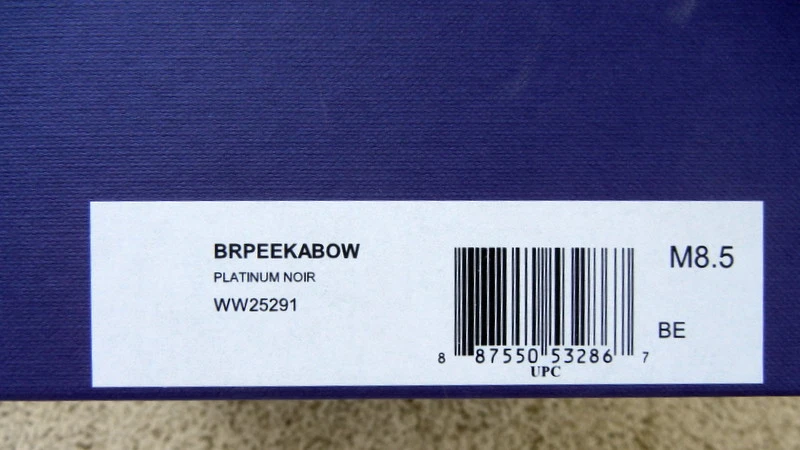 BRPEEKABOW
PLATINUM NOIR
WW25291
8 87550 53286 7
UPC
M8.5
BE